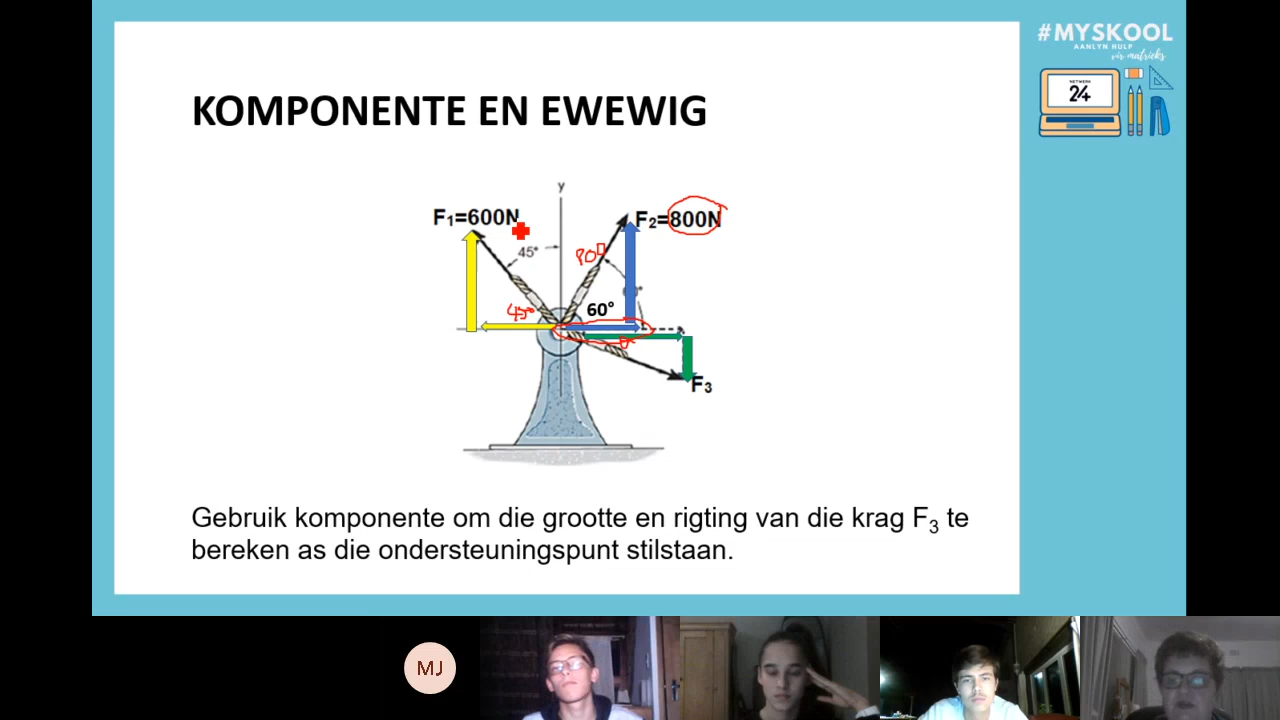 #MYSKOOL
AANLYN HULP
vir matrieks
NETWERK
24
KOMPONENTE EN EWEWIG
y
F1=600N
F2=800N
45°
60°
45°
F3
Gebruik komponente om die grootte en rigting van die krag F3 te
bereken as die ondersteuningspunt stilstaan.
MJ